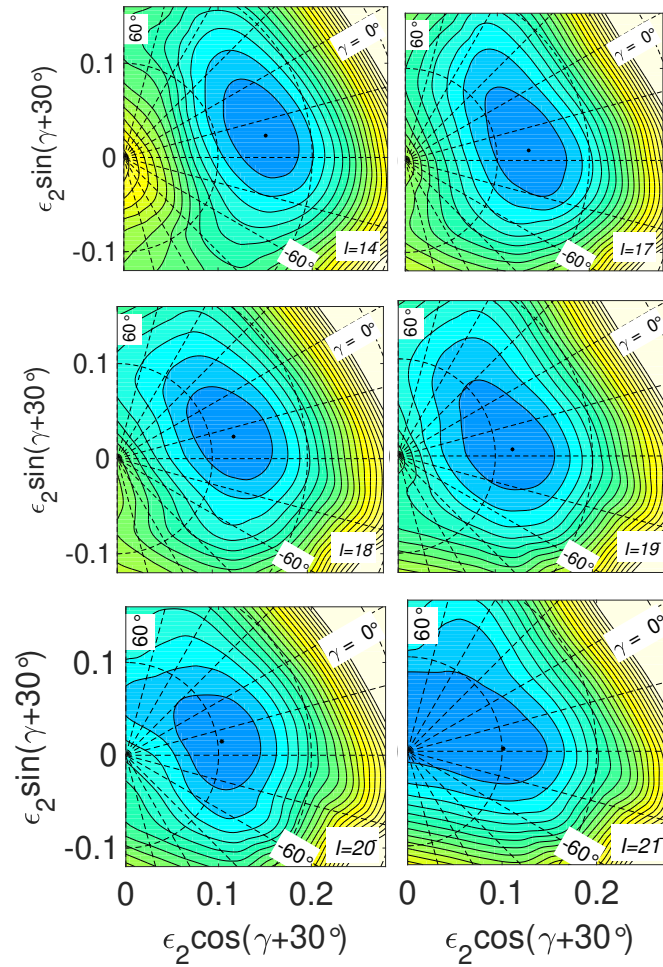 60° γ = 0° 60° γ = 0°
0.1
0
-0.1
ϵ₂sin(γ+30°)
-60° I=14 -60° I=17
60° γ = 0° 60° γ = 0°
0.1
0
-0.1
ϵ₂sin(γ+30°)
-60° I=18 -60° I=19
60° γ = 0° 60° γ = 0°
0.1
0
-0.1
ϵ₂sin(γ+30°)
-60° I=20 -60° I=21
0 0.1 0.2 0 0.1 0.2
ϵ₂cos(γ+30°) ϵ₂cos(γ+30°)